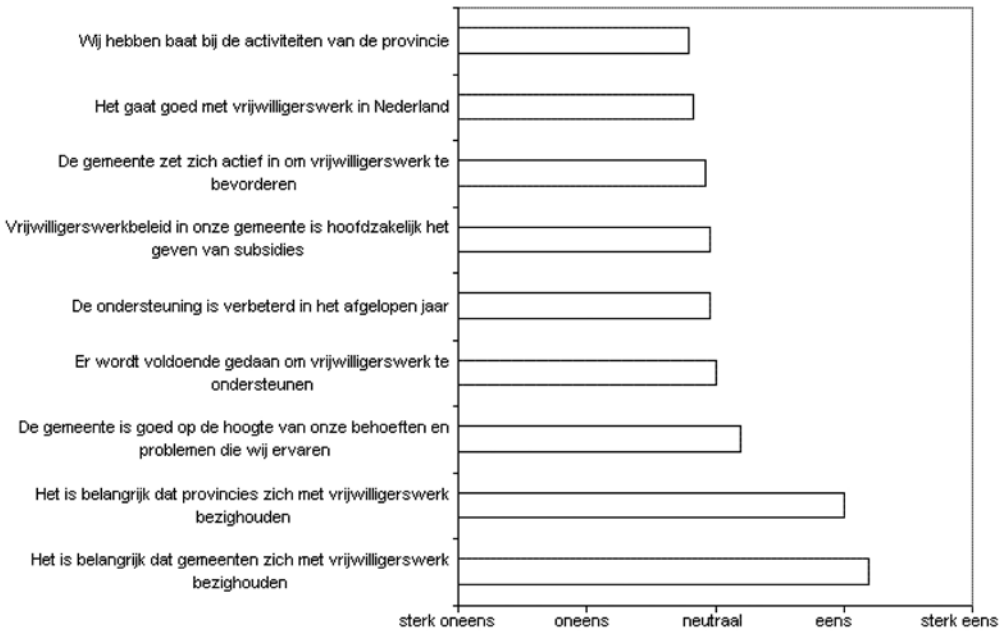 Wij hebben baat bij de activiteiten van de provincie
Het gaat goed met vrijwilligerswerk in Nederland
De gemeente zet zich actief in om vrijwilligerswerk te
bevorderen
Vrijwilligerswerkbeleid in onze gemeente is hoofdzakelijk het
geven van subsidies
De ondersteuning is verbeterd in het afgelopen jaar
Er wordt voldoende gedaan om vrijwilligerswerk te
ondersteunen
De gemeente is goed op de hoogte van onze behoeften en
problemen die wij ervaren
Het is belangrijk dat provincies zich met vrijwilligerswerk
bezighouden
Het is belangrijk dat gemeenten zich met vrijwilligerswerk
bezighouden
sterk oneens oneens neutraal eens sterk eens